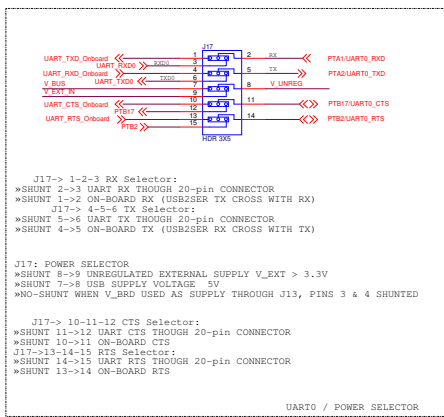 J17
UART_TXD_Onboard 1 2 RX PTA1/UART0_RXD
UART_RXD0 RXD0 3
UART_RXD_Onboard 4 5 TX PTA2/UART0_TXD
UART_TXD0 TXD0 6
V_BUS 7 8 V_UNREG
V_EXT_IN 9
UART_CTS_Onboard 10 11 PTB17/UART0_CTS
PTB17 12
UART_RTS_Onboard 13 14 PTB2/UART0_RTS
PTB2 15
HDR 3X5
J17-> 1-2-3 RX Selector:
»SHUNT 2->3 UART RX THOUGH 20-pin CONNECTOR
»SHUNT 1->2 ON-BOARD RX (USB2SER TX CROSS WITH RX)
J17-> 4-5-6 TX Selector:
»SHUNT 5->6 UART TX THOUGH 20-pin CONNECTOR
»SHUNT 4->5 ON-BOARD TX (USB2SER RX CROSS WITH TX)
J17: POWER SELECTOR
»SHUNT 8->9 UNREGULATED EXTERNAL SUPPLY V_EXT > 3.3V
»SHUNT 7->8 USB SUPPLY VOLTAGE 5V
»NO-SHUNT WHEN V_BRD USED AS SUPPLY THROUGH J13, PINS 3 & 4 SHUNTED
J17-> 10-11-12 CTS Selector:
»SHUNT 11->12 UART CTS THOUGH 20-pin CONNECTOR
»SHUNT 10->11 ON-BOARD CTS
J17->13-14-15 RTS Selector:
»SHUNT 14->15 UART RTS THOUGH 20-pin CONNECTOR
»SHUNT 13->14 ON-BOARD RTS
UART0 / POWER SELECTOR